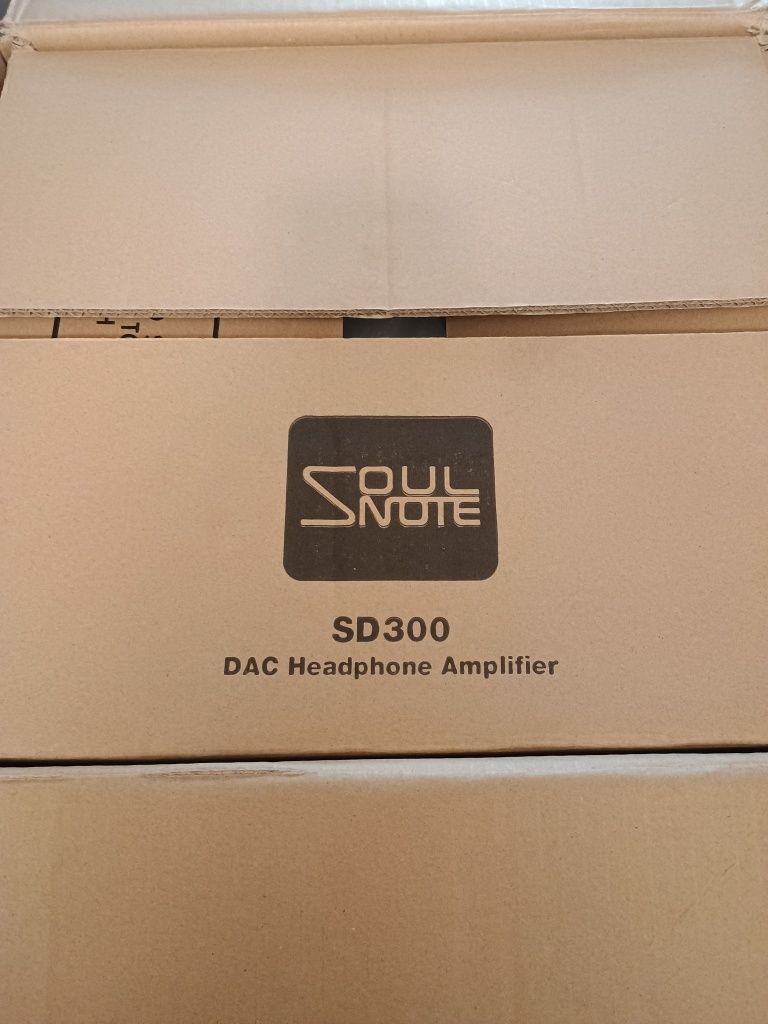 SOUL
NOTE
SD300
DAC Headphone Amplifier